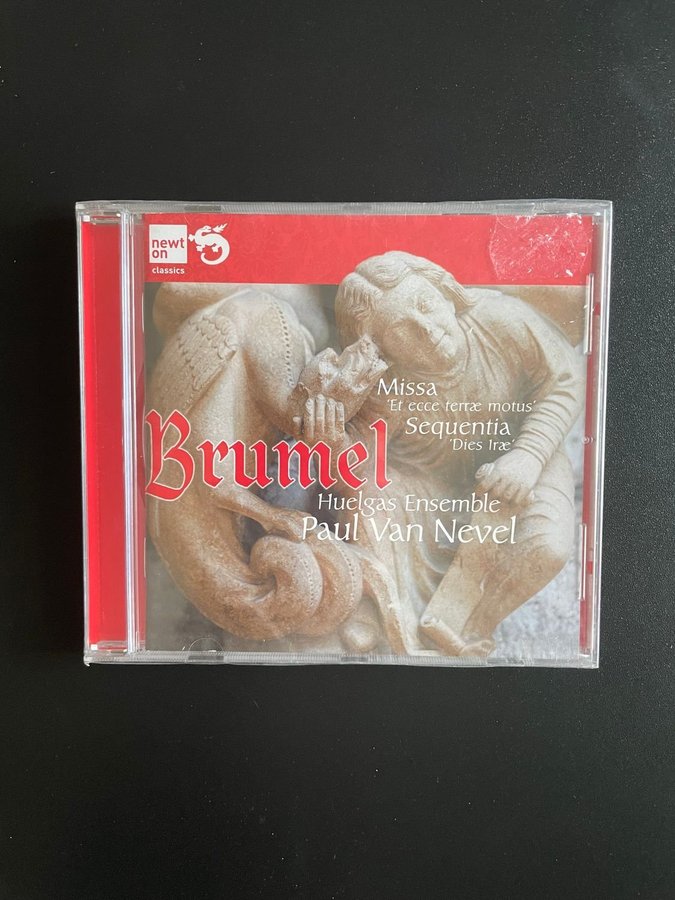 newt
on
classics
Missa
'Et ecce terræ motus'
Sequentia
'Dies Iræ'
Brumel
Huelgas Ensemble
Paul Van Nevel